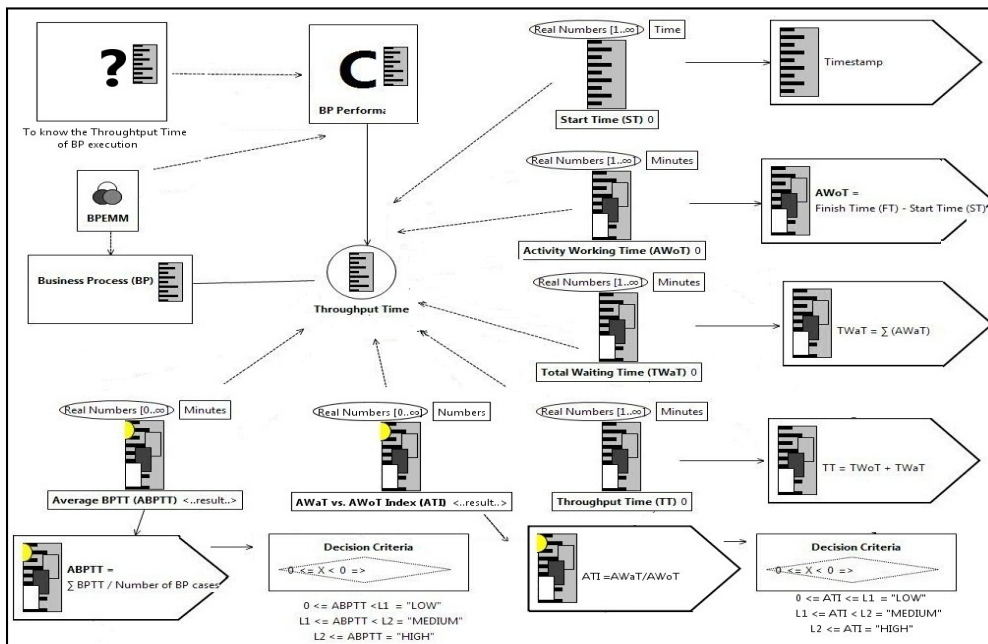 ?
To know the Throughtput Time
of BP execution
C
BP Performa
BPEMM
Business Process (BP)
Throughput Time
Real Numbers [1..∞]
Time
Start Time (ST) 0
Timestamp
Real Numbers [1..∞]
Minutes
Activity Working Time (AWoT) 0
AWoT =
Finish Time (FT) - Start Time (ST)
Real Numbers [1..∞]
Minutes
Total Waiting Time (TWaT) 0
TWaT = ∑ (AWaT)
Real Numbers [0..∞]
Minutes
Average BPTT (ABPTT) <..result..>
Real Numbers [0..∞]
Numbers
AWaT vs. AWoT Index (ATI) <..result..>
Real Numbers [1..∞]
Minutes
Throughput Time (TT) 0
TT = TWoT + TWaT
ABPTT =
∑ BPTT / Number of BP cases
Decision Criteria
0 <= X < 0 =>
0 <= ABPTT <L1 = "LOW"
L1 <= ABPTT < L2 = "MEDIUM"
L2 <= ABPTT = "HIGH"
ATI =AWaT/AWoT
Decision Criteria
0 <= X < 0 =>
0 <= ATI <= L1 = "LOW"
L1 <= ATI < L2 = "MEDIUM"
L2 <= ATI = "HIGH"